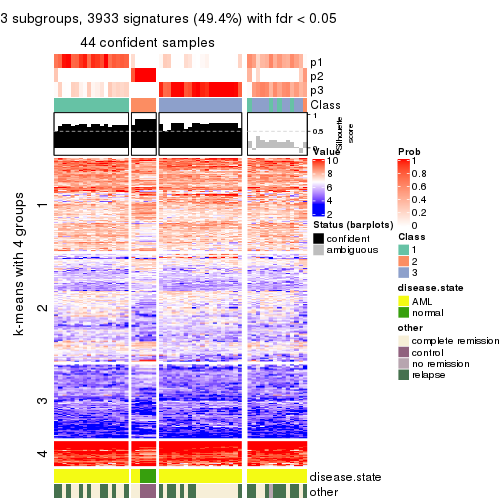 3 subgroups, 3933 signatures (49.4%) with fdr < 0.05
44 confident samples
p1
p2
p3
Class
1
0.5
0
Silhouette
score
k-means with 4 groups
1
2
3
4
disease.state
other
Value
10
8
6
4
2
Status (barplots)
confident
ambiguous
Prob
1
0.8
0.6
0.4
0.2
0
Class
1
2
3
disease.state
AML
normal
other
complete remission
control
no remission
relapse